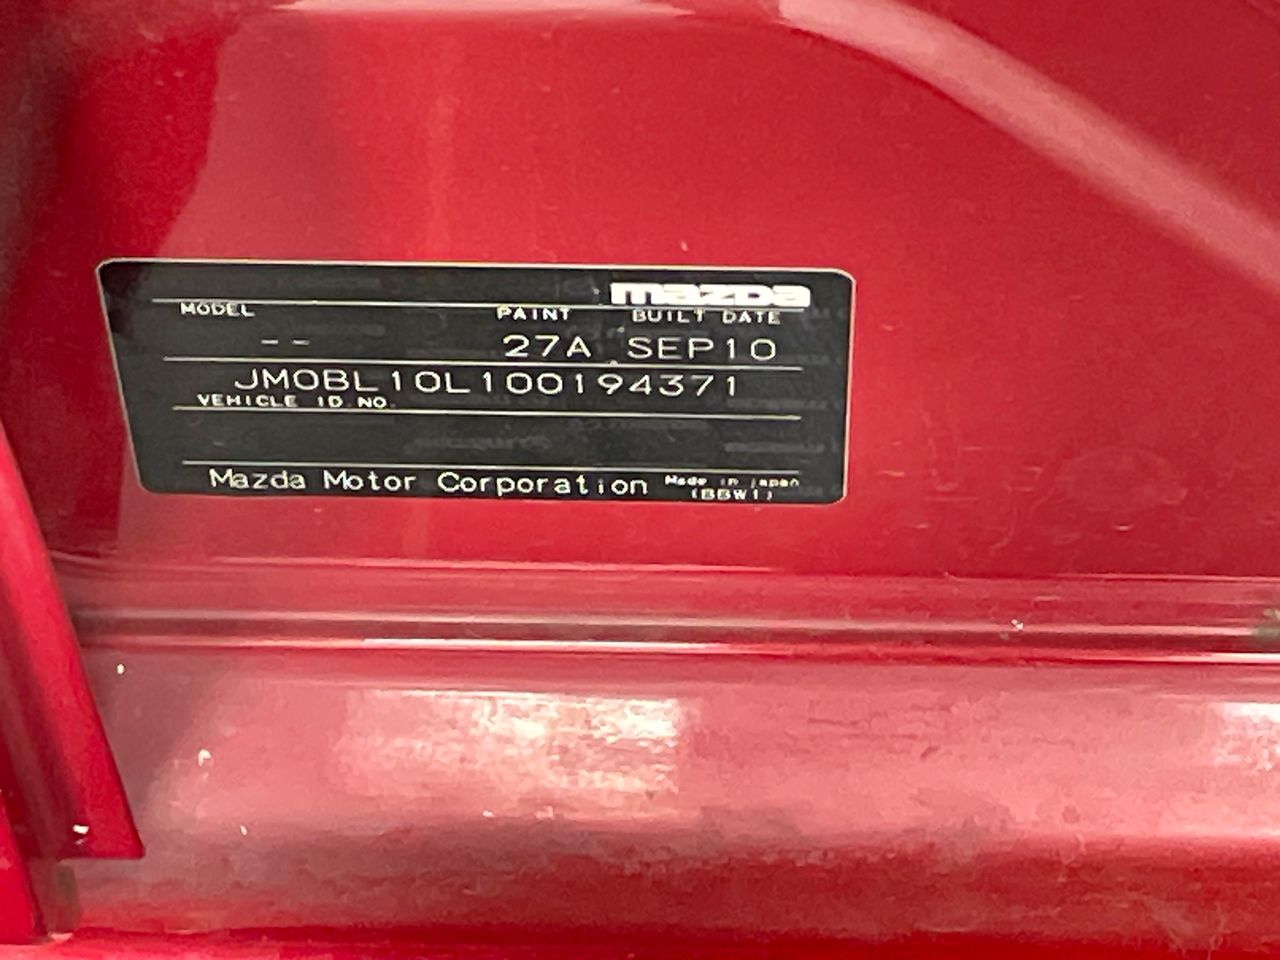 mazda
MODEL PAINT BUILT DATE
-- 27A SEP10
JM0BL10L100194371
VEHICLE ID.NO.
Mazda Motor Corporation Made in Japan
(BBW1)